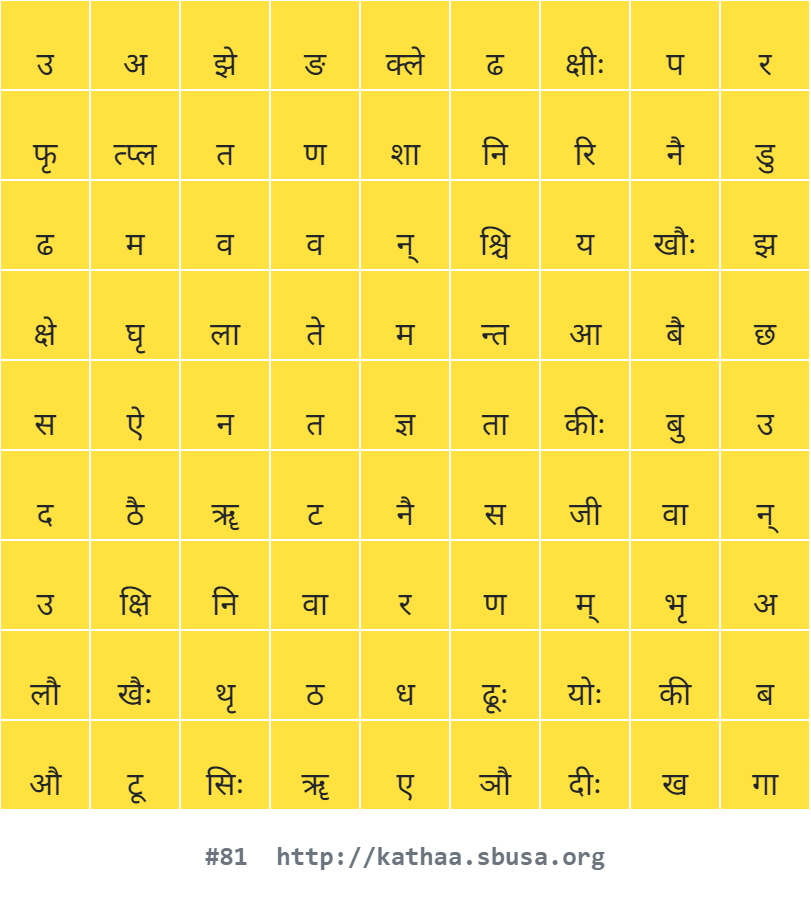 उ अ झे ङ क्ले ढ क्षीः प र
फृ त्प्ल त ण शा नि रि नै डु
ढ म व व न् श्चि य खौः झ
क्षे घृ ला ते म न्त आ बै छ
स ऐ न त ज्ञ ता कीः बु उ
द ठै ॠ ट नै स जी वा न्
उ क्षि नि वा र ण म् भृ अ
लौ खैः थृ ठ ध ढूः योः की ब
औ टू सिः ॠ ए ञौ दीः ख गा
#81 http://kathaa.sbusa.org